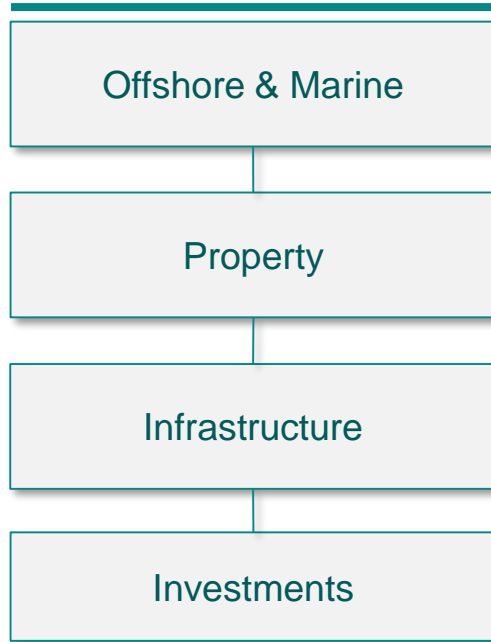 Offshore & Marine
Property
Infrastructure
Investments